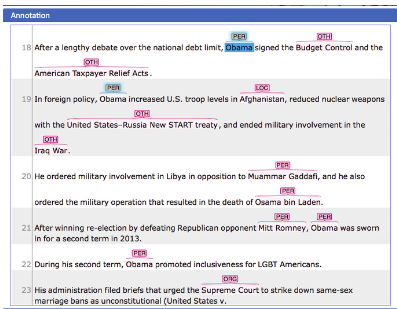 Annotation
PER OTH
18 After a lengthy debate over the national debt limit, Obama signed the Budget Control and the
OTH
American Taxpayer Relief Acts .
PER LOC
19 In foreign policy, Obama increased U.S. troop levels in Afghanistan, reduced nuclear weapons
OTH
with the United States–Russia New START treaty, and ended military involvement in the
OTH
Iraq War.
PER
20 He ordered military involvement in Libya in opposition to Muammar Gaddafi, and he also
PER
ordered the military operation that resulted in the death of Osama bin Laden.
PER PER
21 After winning re-election by defeating Republican opponent Mitt Romney, Obama was sworn
in for a second term in 2013.
PER
22 During his second term, Obama promoted inclusiveness for LGBT Americans.
ORG
23 His administration filed briefs that urged the Supreme Court to strike down same-sex
marriage bans as unconstitutional (United States v.